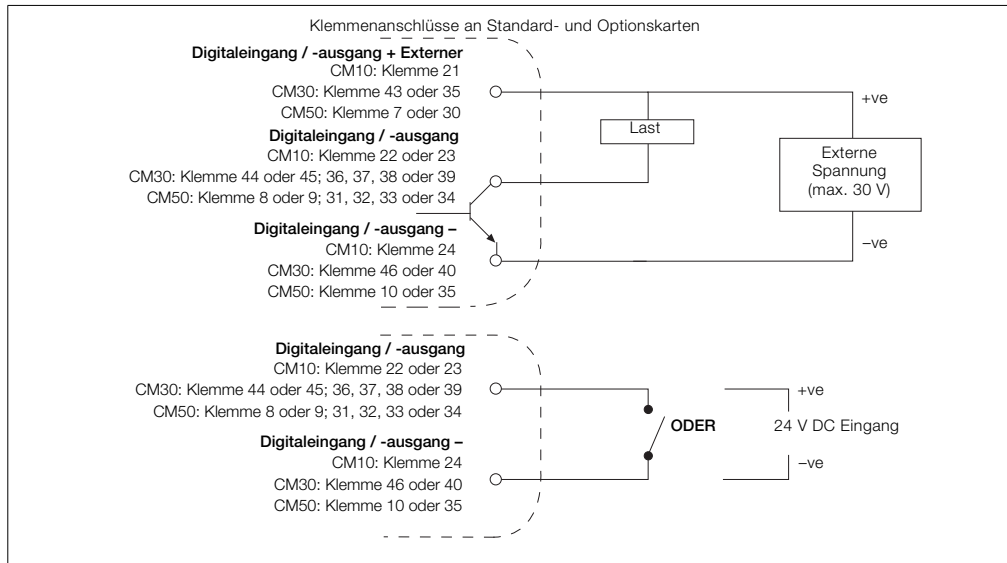 Klemmenanschlüsse an Standard- und Optionskarten
Digitaleingang / -ausgang + Externer
CM10: Klemme 21
CM30: Klemme 43 oder 35
CM50: Klemme 7 oder 30
Digitaleingang / -ausgang
CM10: Klemme 22 oder 23
CM30: Klemme 44 oder 45; 36, 37, 38 oder 39
CM50: Klemme 8 oder 9; 31, 32, 33 oder 34
Digitaleingang / -ausgang –
CM10: Klemme 24
CM30: Klemme 46 oder 40
CM50: Klemme 10 oder 35
Last
+ve
Externe
Spannung
(max. 30 V)
–ve
Digitaleingang / -ausgang
CM10: Klemme 22 oder 23
CM30: Klemme 44 oder 45; 36, 37, 38 oder 39
CM50: Klemme 8 oder 9; 31, 32, 33 oder 34
Digitaleingang / -ausgang –
CM10: Klemme 24
CM30: Klemme 46 oder 40
CM50: Klemme 10 oder 35
ODER
+ve
24 V DC Eingang
–ve